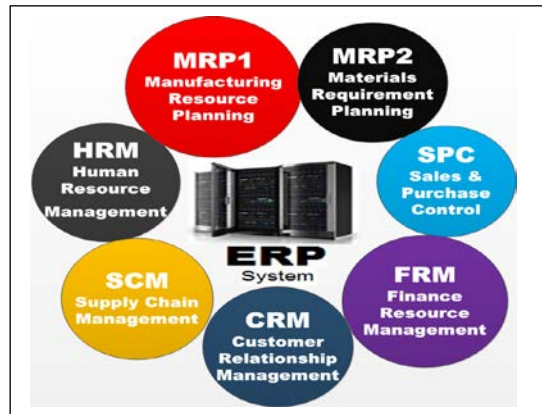 MRP1
Manufacturing
Resource
Planning
MRP2
Materials
Requirement
Planning
HRM
Human
Resource
Management
SPC
Sales &
Purchase
Control
ERP
System
SCM
Supply Chain
Management
FRM
Finance
Resource
Management
CRM
Customer
Relationship
Management